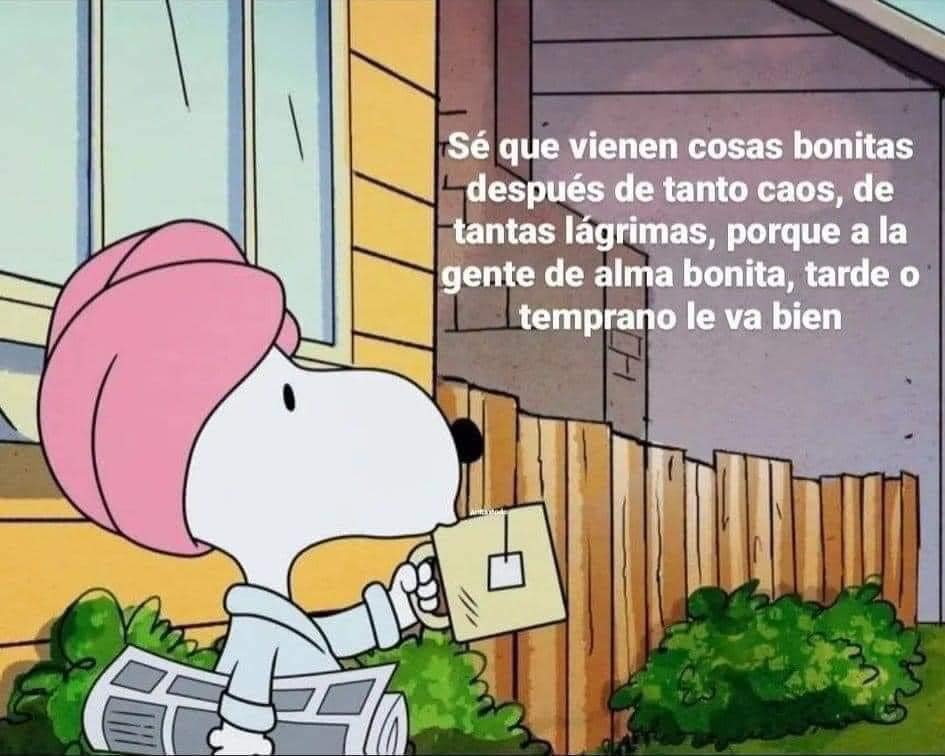 Sé que vienen cosas bonitas
después de tanto caos, de
tantas lágrimas, porque a la
gente de alma bonita, tarde o
temprano le va bien